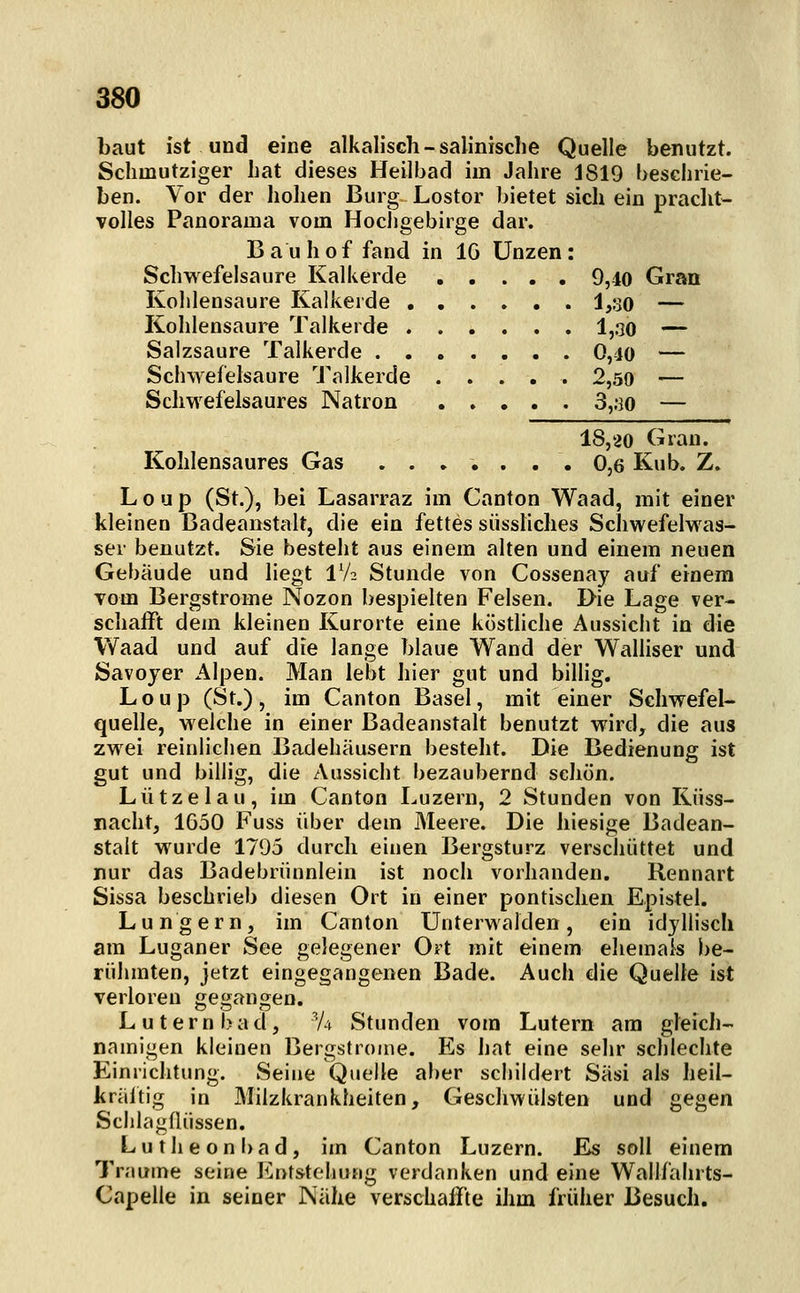 380
baut ist und eine alkalisch-salinische Quelle benutzt.
Schmutziger hat dieses Heilbad im Jahre 1819 beschrie-
ben. Vor der hohen Burg Lostor bietet sich ein pracht-
volles Panorama vom Hochgebirge dar.
Bauhof fand in 16 Unzen:
Schwefelsaure Kalkerde . . . . . 9,40 Gran
Kohlensaure Kalkerde . . . . . . 1,30 —
Kohlensaure Talkerde . . . . . . 1,30 —
Salzsaure Talkerde . . . . . . . 0,40 —
Schwefelsaure Talkerde . . . . . 2,50 —
Schwefelsaures Natron . . . . . 3,30 —
18,20 Gran.
Kohlensaures Gas . . . . . . . . 0,6 Kub. Z.
Loup (St.), bei Lasarraz im Canton Waad, mit einer
kleinen Badeanstalt, die ein fettes süssliches Schwefelwas-
ser benutzt. Sie besteht aus einem alten und einem neuen
Gebäude und liegt 1½ Stunde von Cossenay auf einem
vom Bergstrome Nozon bespielten Felsen. Die Lage ver-
schafft dem kleinen Kurorte eine köstliche Aussicht in die
Waad und auf die lange blaue Wand der Walliser und
Savoyer Alpen. Man lebt hier gut und billig.
Loup (St.), im Canton Basel, mit einer Schwefel-
quelle, welche in einer Badeanstalt benutzt wird, die aus
zwei reinlichen Badehäusern besteht. Die Bedienung ist
gut und billig, die Aussicht bezaubernd schön.
Lützelau, im Canton Luzern, 2 Stunden von Küss-
nacht, 1650 Fuss über dem Meere. Die hiesige Badean-
stalt wurde 1795 durch einen Bergsturz verschüttet und
nur das Badebrünnlein ist noch vorhanden. Rennart
Sissa beschrieb diesen Ort in einer pontischen Epistel.
Lungern, im Canton Unterwalden, ein idyllisch
am Luganer See gelegener Ort mit einem ehemals be-
rühmten, jetzt eingegangenen Bade. Auch die Quelle ist
verloren gegangen.
Luternbad, ¾ Stunden vom Lutern am gleich-
namigen kleinen Bergstrome. Es hat eine sehr schlechte
Einrichtung. Seine Quelle aber schildert Säsi als heil-
kräftig in Milzkrankheiten, Geschwülsten und gegen
Schlagflüssen.
Lutheonbad, im Canton Luzern. Es soll einem
Traume seine Entstehung verdanken und eine Wallfahrts-
Capelle in seiner Nähe verschaffte ihm früher Besuch.